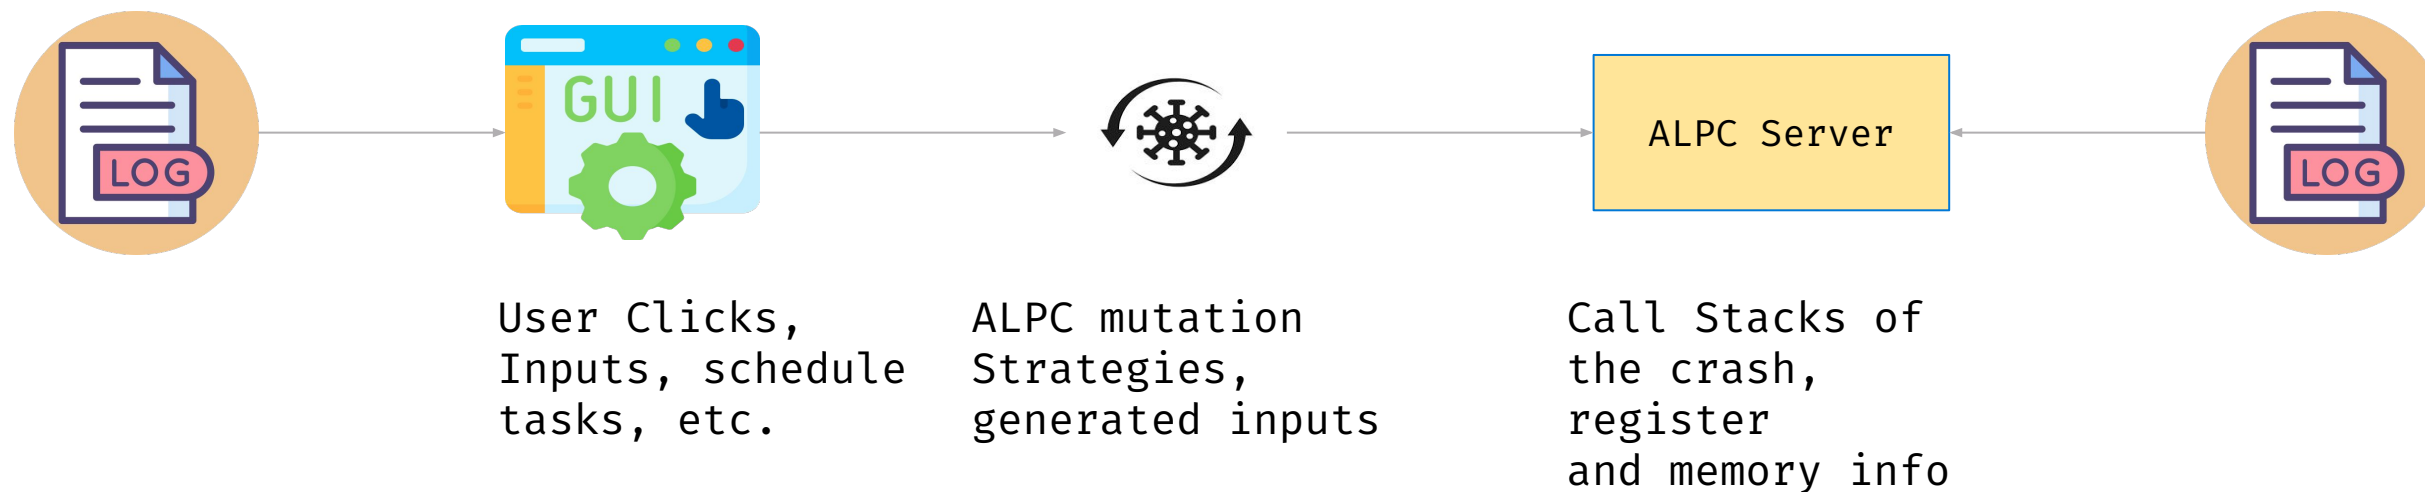 LOG
GUI
ALPC Server
LOG
User Clicks,
Inputs, schedule
tasks, etc.
ALPC mutation
Strategies,
generated inputs
Call Stacks of
the crash,
register
and memory info